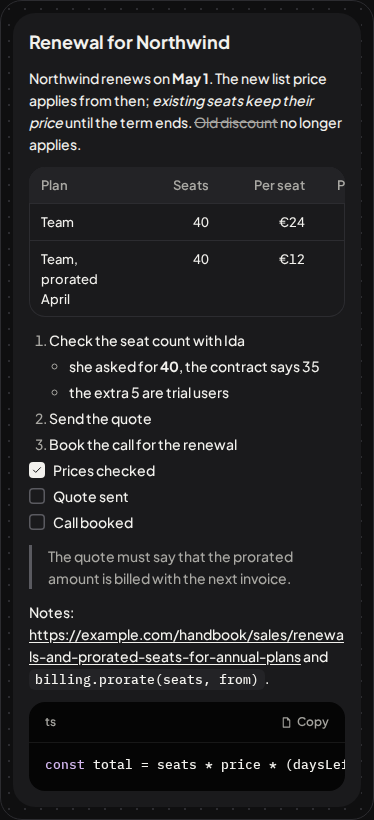 Renewal for Northwind
Northwind renews on May 1. The new list price
applies from then; existing seats keep their
price until the term ends. Old discount no longer
applies.
Plan Seats Per seat P
Team 40 €24
Team, 40 €12
prorated
April
1. Check the seat count with Ida
she asked for 40, the contract says 35
the extra 5 are trial users
2. Send the quote
3. Book the call for the renewal
Prices checked
Quote sent
Call booked
The quote must say that the prorated
amount is billed with the next invoice.
Notes:
https://example.com/handbook/sales/renewa
ls-and-prorated-seats-for-annual-plans and
billing.prorate(seats, from).
ts Copy
const total = seats * price * (daysLef